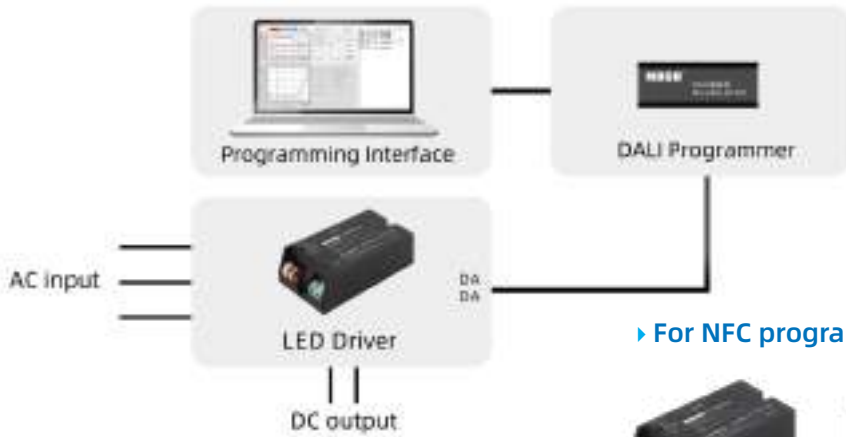 Programming Interface
DALI Programmer
AC input
DA
DA
LED Driver
For NFC progra
DC output